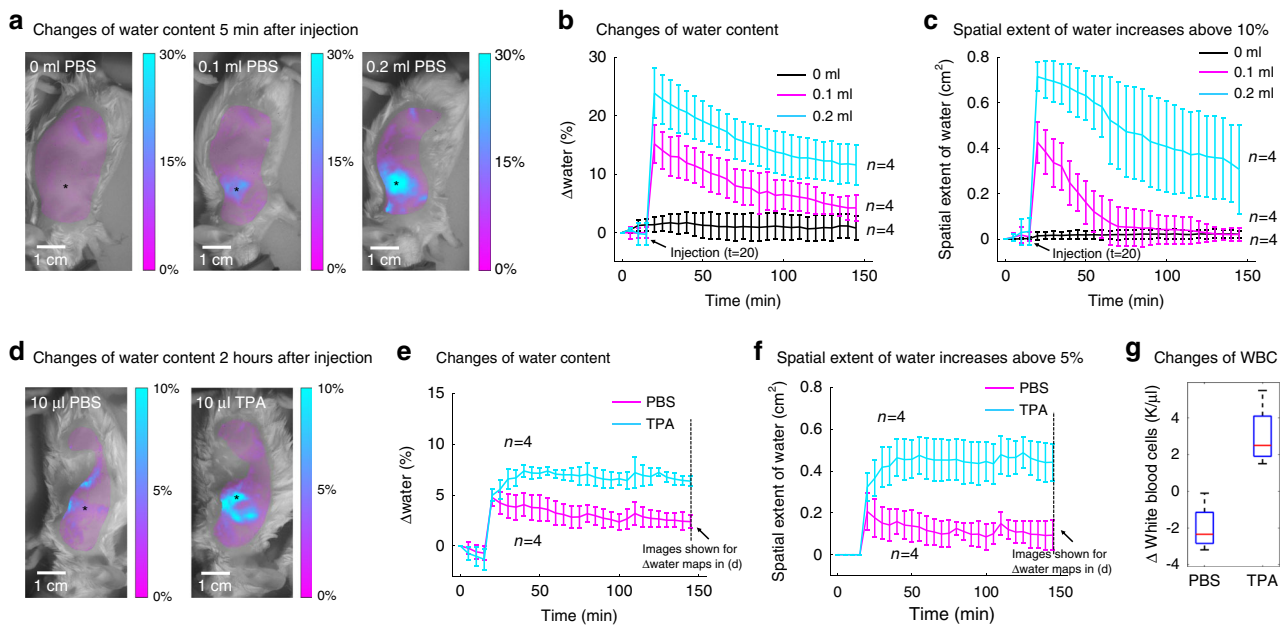 a Changes of water content 5 min after injection
0 ml PBS
30%
15%
0%
1 cm
0.1 ml PBS
30%
15%
0%
1 cm
0.2 ml PBS
30%
15%
0%
1 cm
b Changes of water content
Δwater (%)
30
20
10
0
0 ml
0.1 ml
0.2 ml
n=4
n=4
n=4
Injection (t=20)
0 50 100 150
Time (min)
c Spatial extent of water increases above 10%
Spatial extent of water (cm²)
0.8
0.6
0.4
0.2
0
0 ml
0.1 ml
0.2 ml
n=4
n=4
n=4
Injection (t=20)
0 50 100 150
Time (min)
d Changes of water content 2 hours after injection
10 µl PBS
10%
5%
0%
1 cm
10 µl TPA
10%
5%
0%
1 cm
e Changes of water content
Δwater (%)
15
10
5
0
PBS
TPA
n=4
n=4
Images shown for
Δwater maps in (d)
0 50 100 150
Time (min)
f Spatial extent of water increases above 5%
Spatial extent of water (cm²)
0.8
0.6
0.4
0.2
0
PBS
TPA
n=4
n=4
Images shown for
Δwater maps in (d)
0 50 100 150
Time (min)
g Changes of WBC
Δ White blood cells (K/µl)
4
2
0
-2
-4
PBS TPA